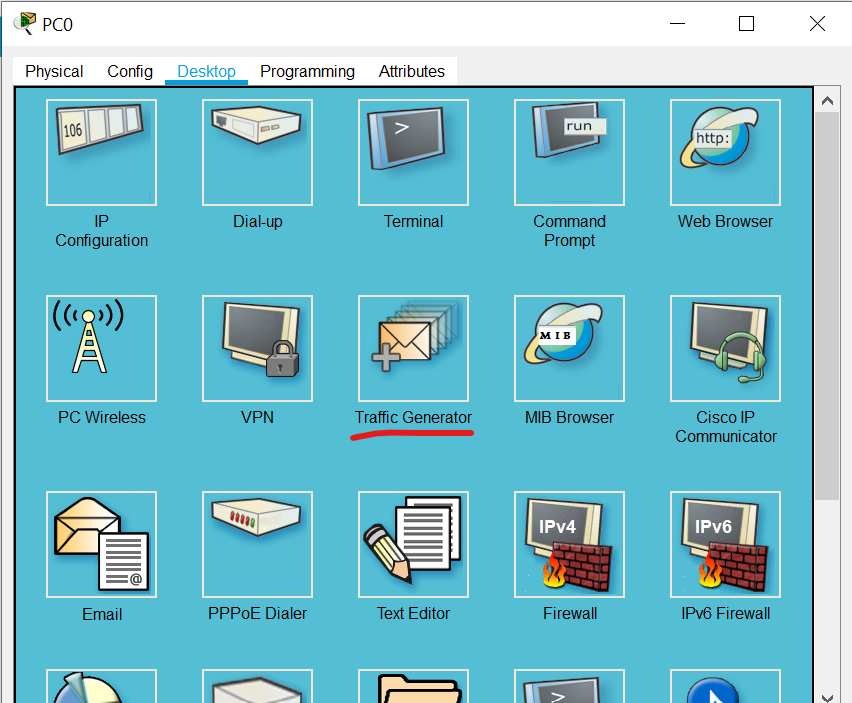 PC0
Physical Config Desktop Programming Attributes
106
>
run
http:
IP
Configuration
Dial-up
Terminal
Command
Prompt
Web Browser
MIB
PC Wireless
VPN
Traffic Generator
MIB Browser
Cisco IP
Communicator
@
IPv4
IPv6
Email
PPPoE Dialer
Text Editor
Firewall
IPv6 Firewall
>